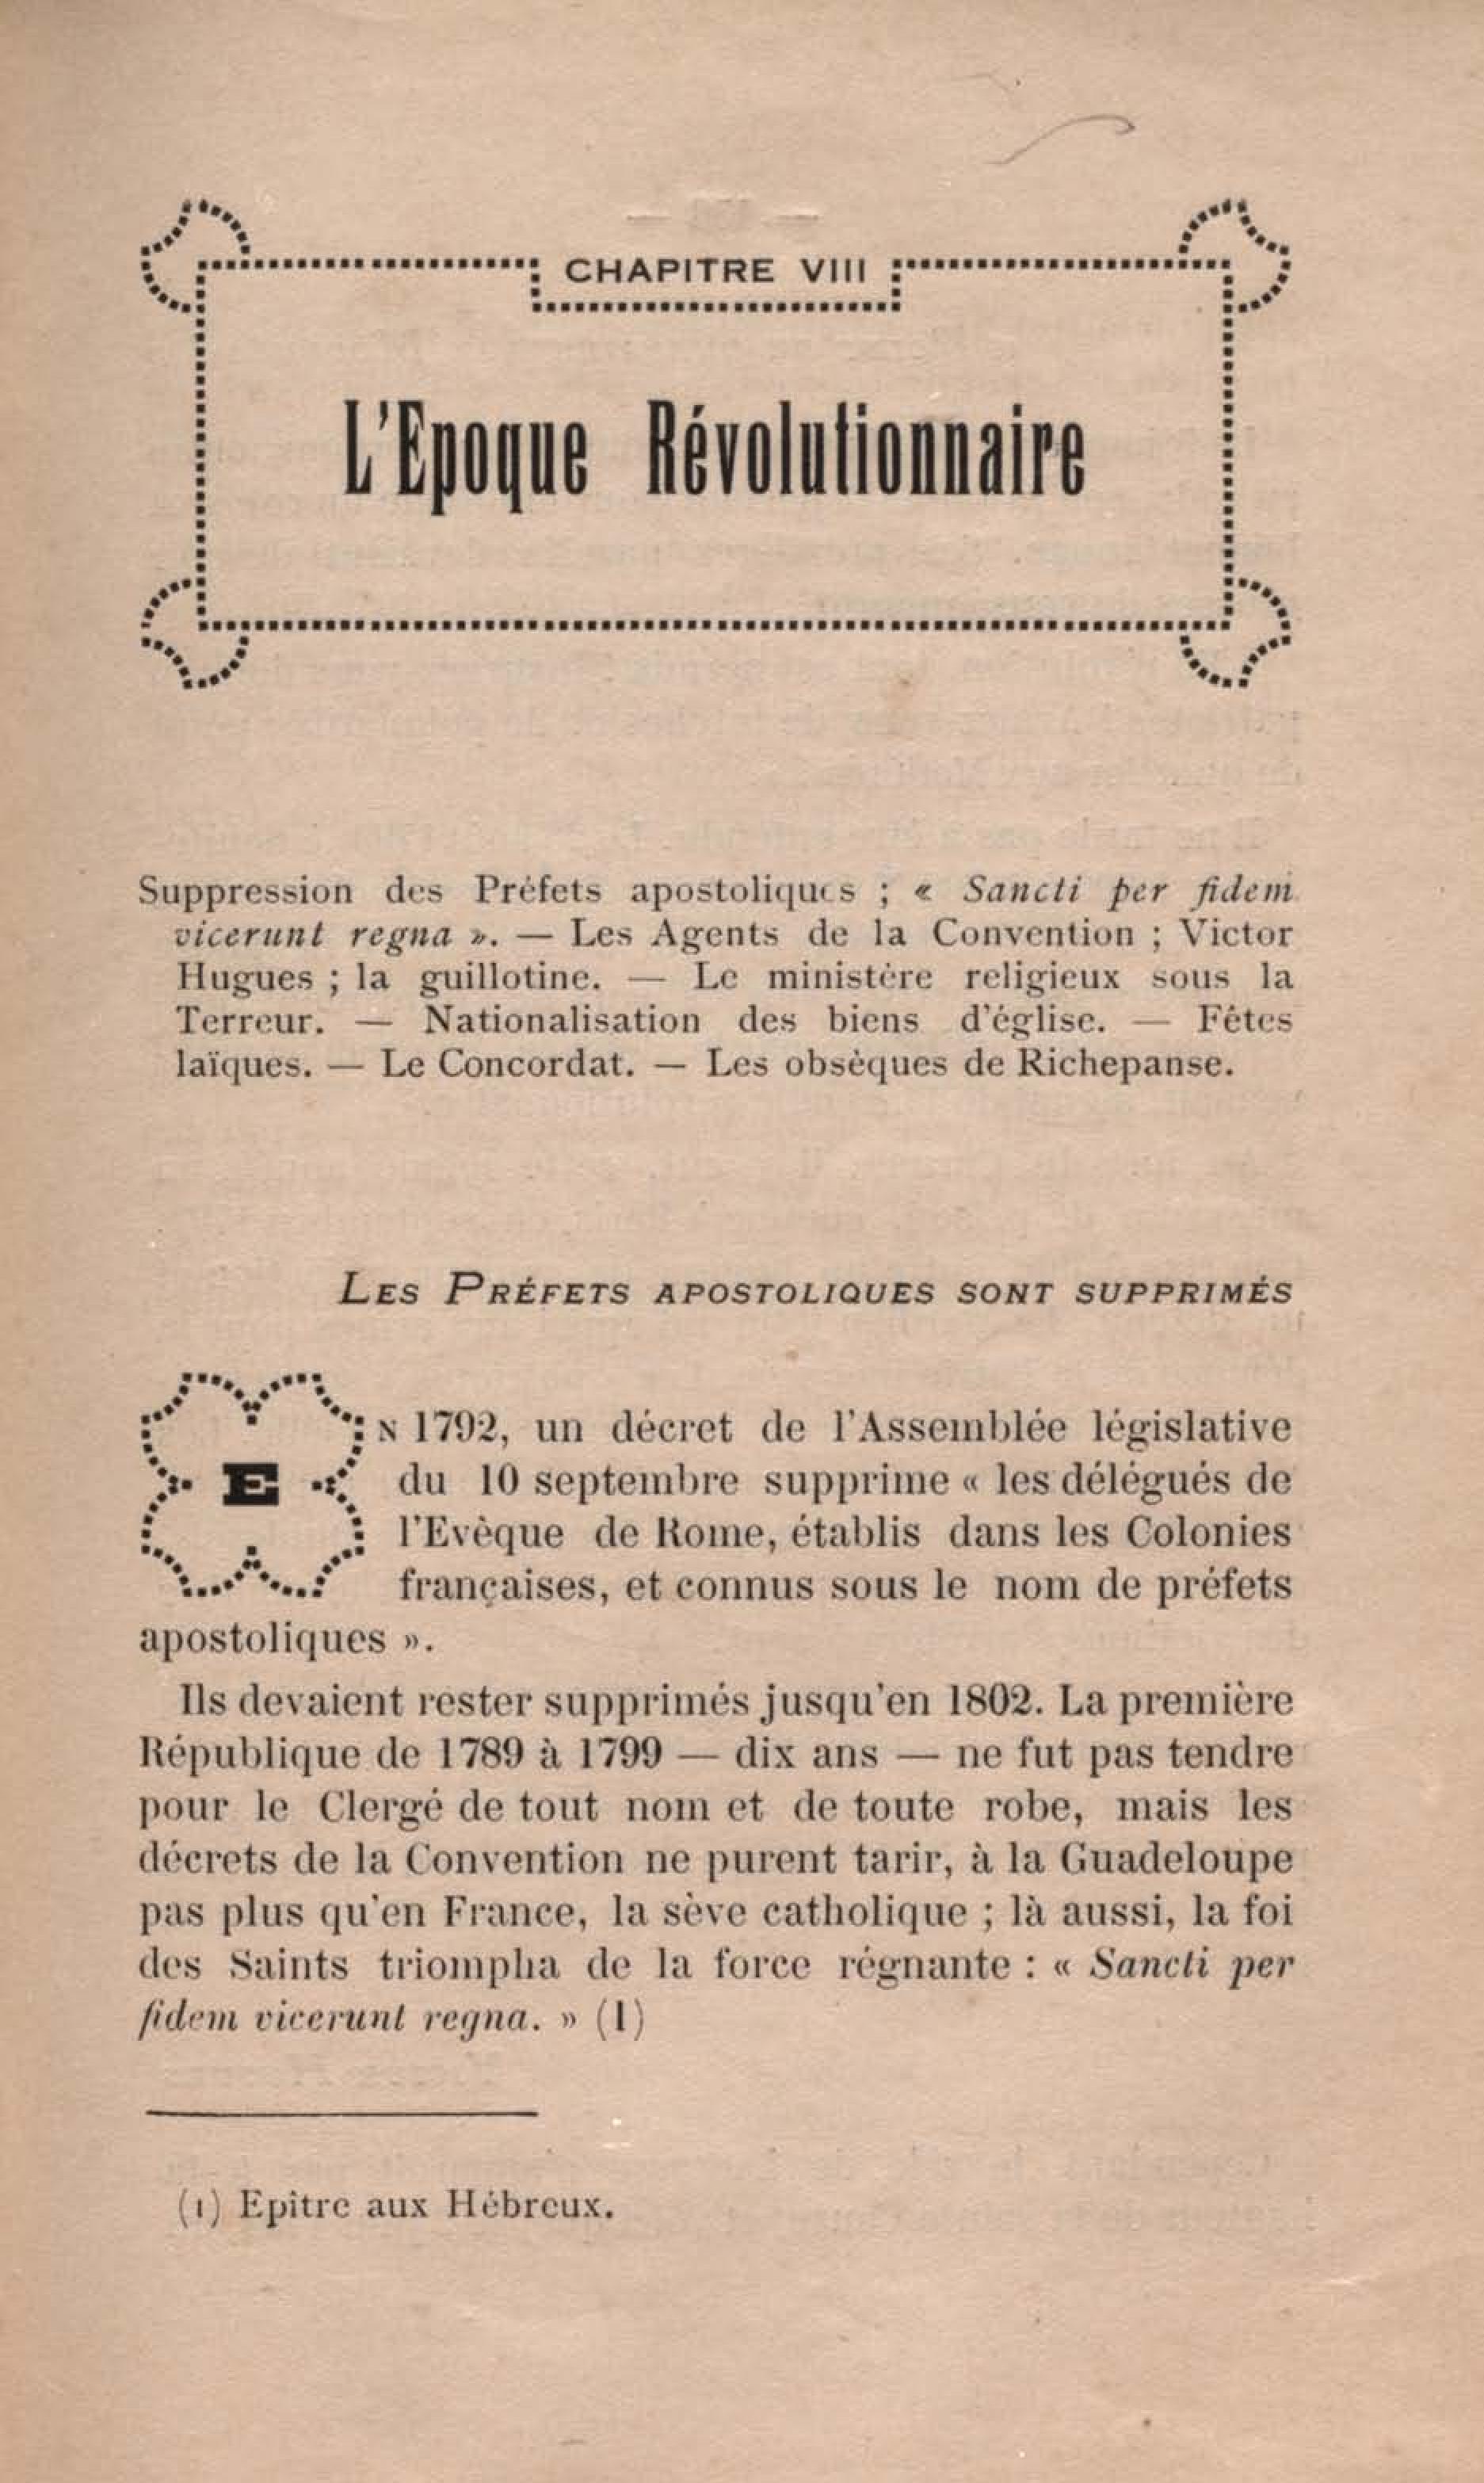 CHAPITRE VIII
L'Epoque Révolutionnaire
Suppression des Préfets apostoliques ; « Sancti per fidem
vicerunt regna ». — Les Agents de la Convention ; Victor
Hugues ; la guillotine. — Le ministère religieux sous la
Terreur. — Nationalisation des biens d'église. — Fêtes
laïques. — Le Concordat. — Les obsèques de Richepanse.
LES PRÉFETS APOSTOLIQUES SONT SUPPRIMÉS
EN 1792, un décret de l'Assemblée législative
du 10 septembre supprime « les délégués de
l'Evêque de Rome, établis dans les Colonies
françaises, et connus sous le nom de préfets
apostoliques ».
Ils devaient rester supprimés jusqu'en 1802. La première
République de 1789 à 1799 — dix ans — ne fut pas tendre
pour le Clergé de tout nom et de toute robe, mais les
décrets de la Convention ne purent tarir, à la Guadeloupe
pas plus qu'en France, la sève catholique ; là aussi, la foi
des Saints triompha de la force régnante : « Sancti per
fidem vicerunt regna. » (1)
(1) Epître aux Hébreux.